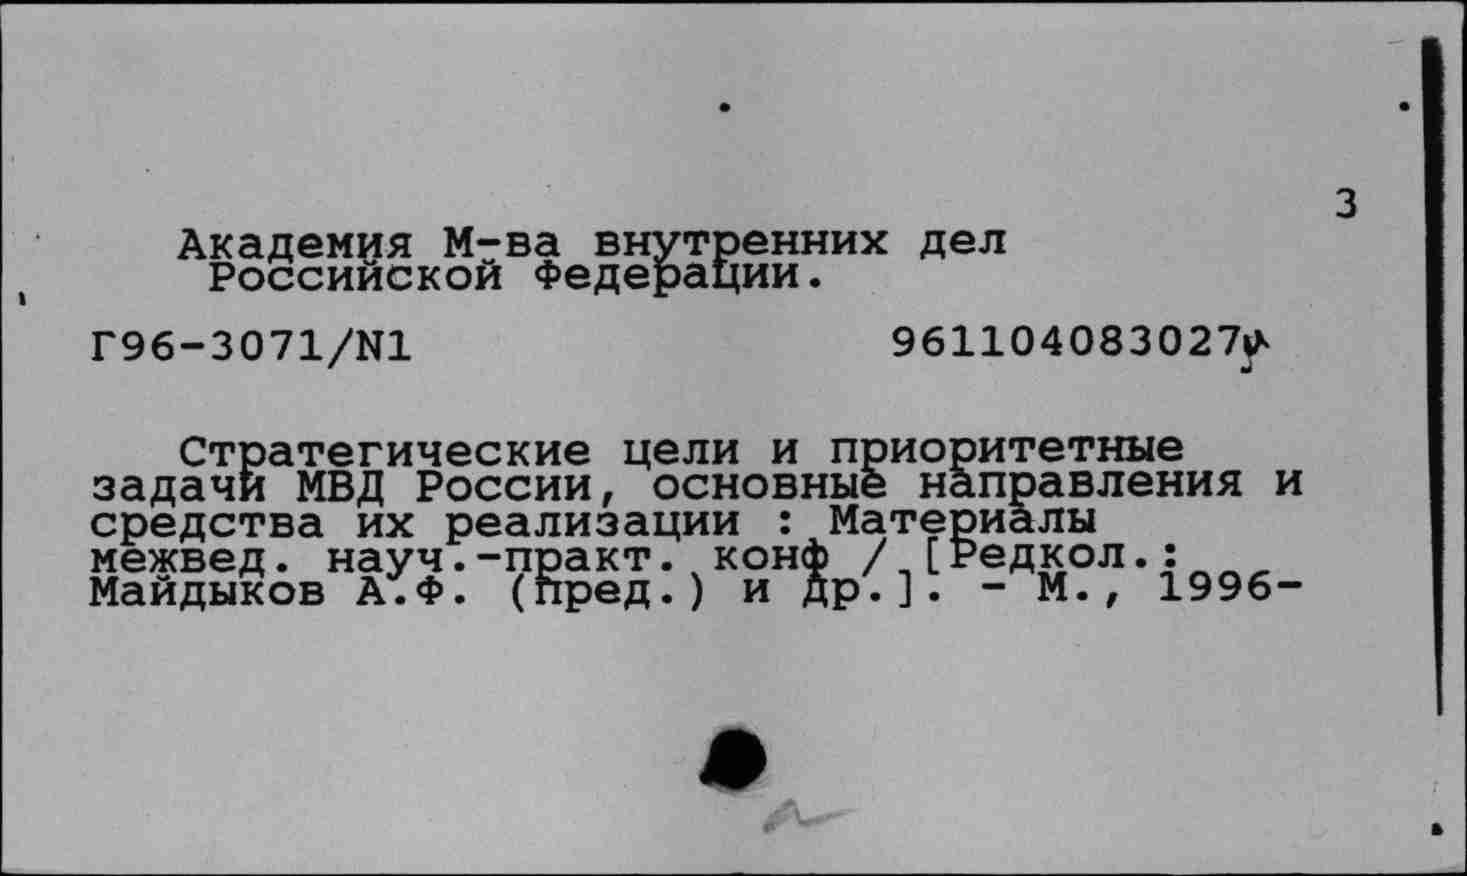 3
Академия М-ва внутренних дел
Российской Федерации.
Г96-3071/N1 961104083027
Стратегические цели и приоритетные
задачи МВД России, основные направления и
средства их реализации : Материалы
межвед. науч.-практ. конф / [Редкол.:
Майдыков А.Ф. (пред.) и др.]. - М., 1996-